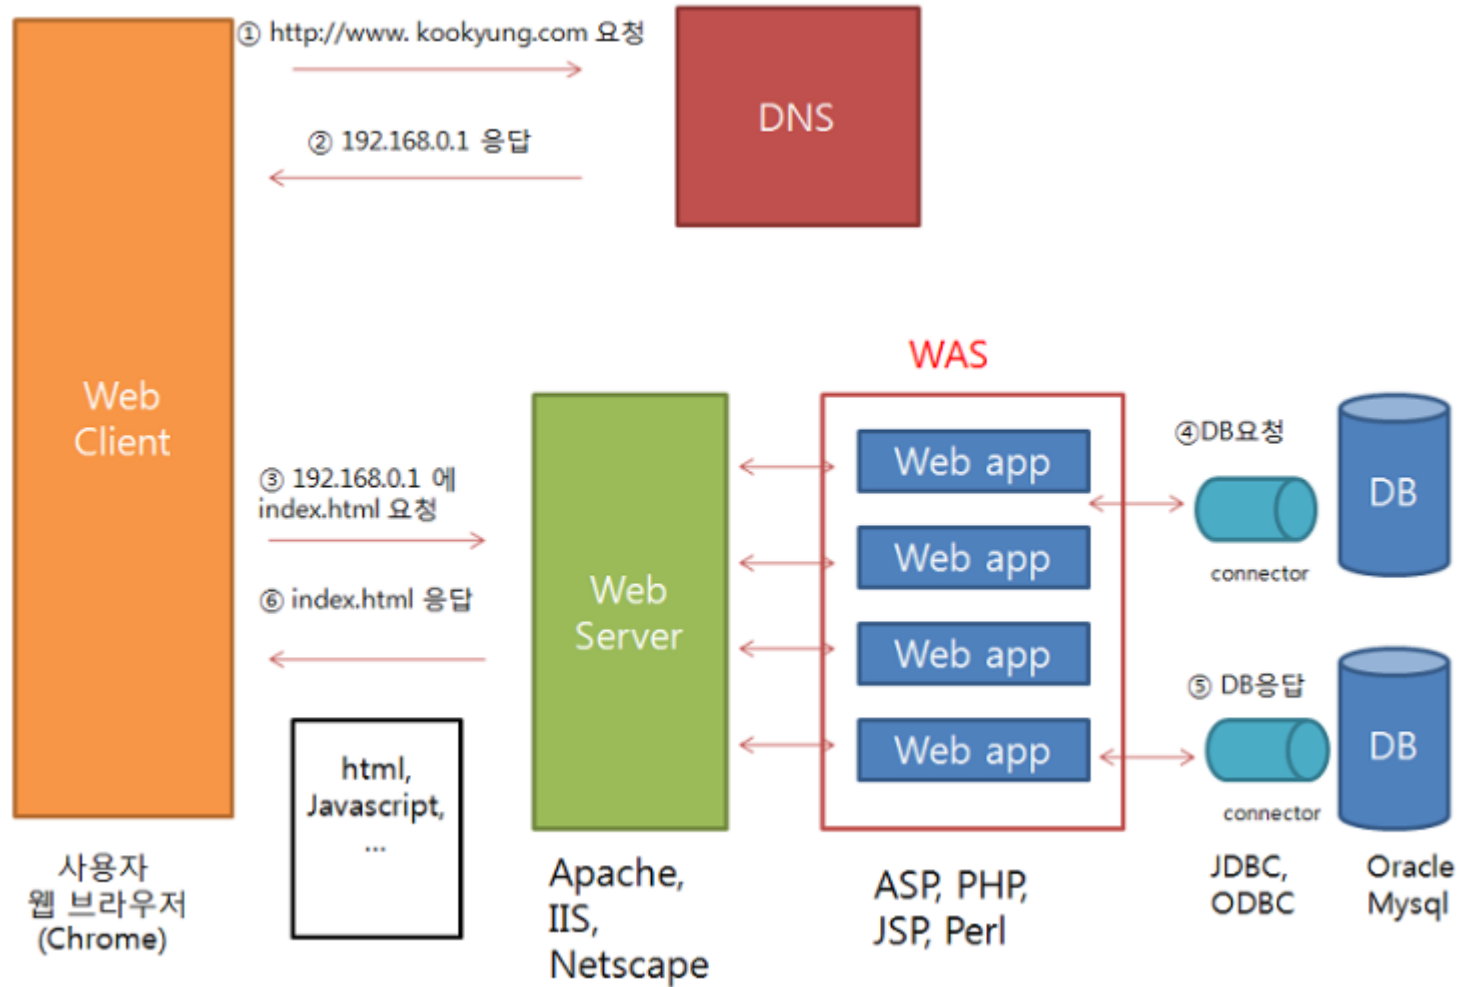 ① http://www. kookyung.com 요청
DNS
② 192.168.0.1 응답
Web
Client
③ 192.168.0.1 에
index.html 요청
⑥ index.html 응답
html,
Javascript,
...
사용자
웹 브라우저
(Chrome)
Web
Server
Apache,
IIS,
Netscape
WAS
Web app
Web app
Web app
Web app
ASP, PHP,
JSP, Perl
④DB요청
connector
DB
⑤ DB응답
connector
DB
JDBC,
ODBC
Oracle
Mysql